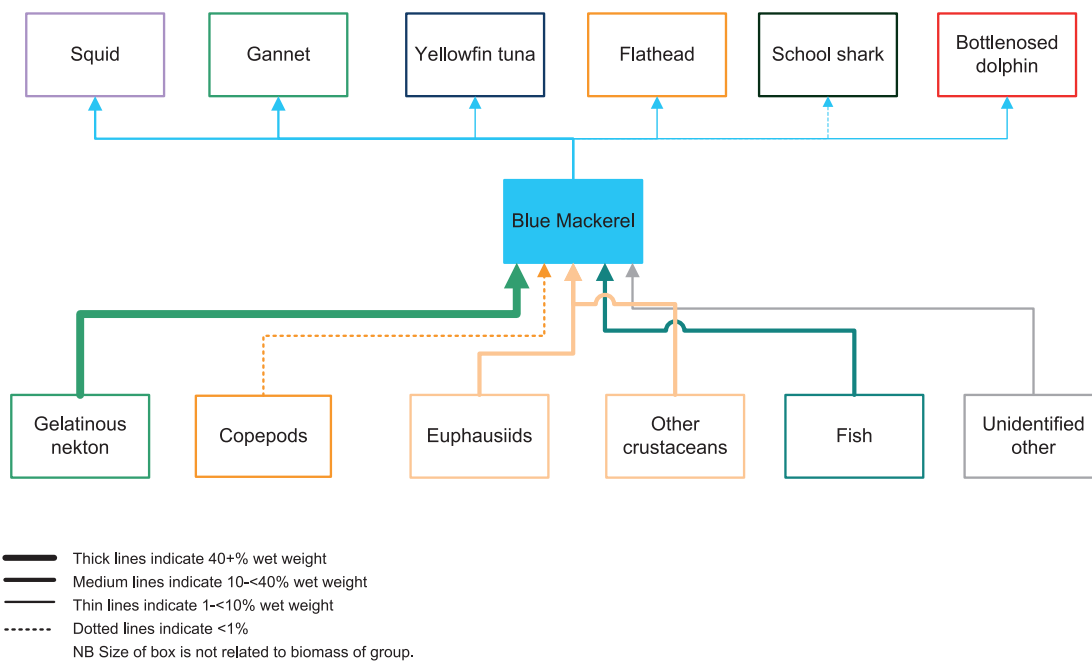 Squid
Gannet
Yellowfin tuna
Flathead
School shark
Bottlenosed
dolphin
Blue Mackerel
Gelatinous
nekton
Copepods
Euphausiids
Other
crustaceans
Fish
Unidentified
other
Thick lines indicate 40+% wet weight
Medium lines indicate 10-<40% wet weight
Thin lines indicate 1-<10% wet weight
Dotted lines indicate <1%
NB Size of box is not related to biomass of group.